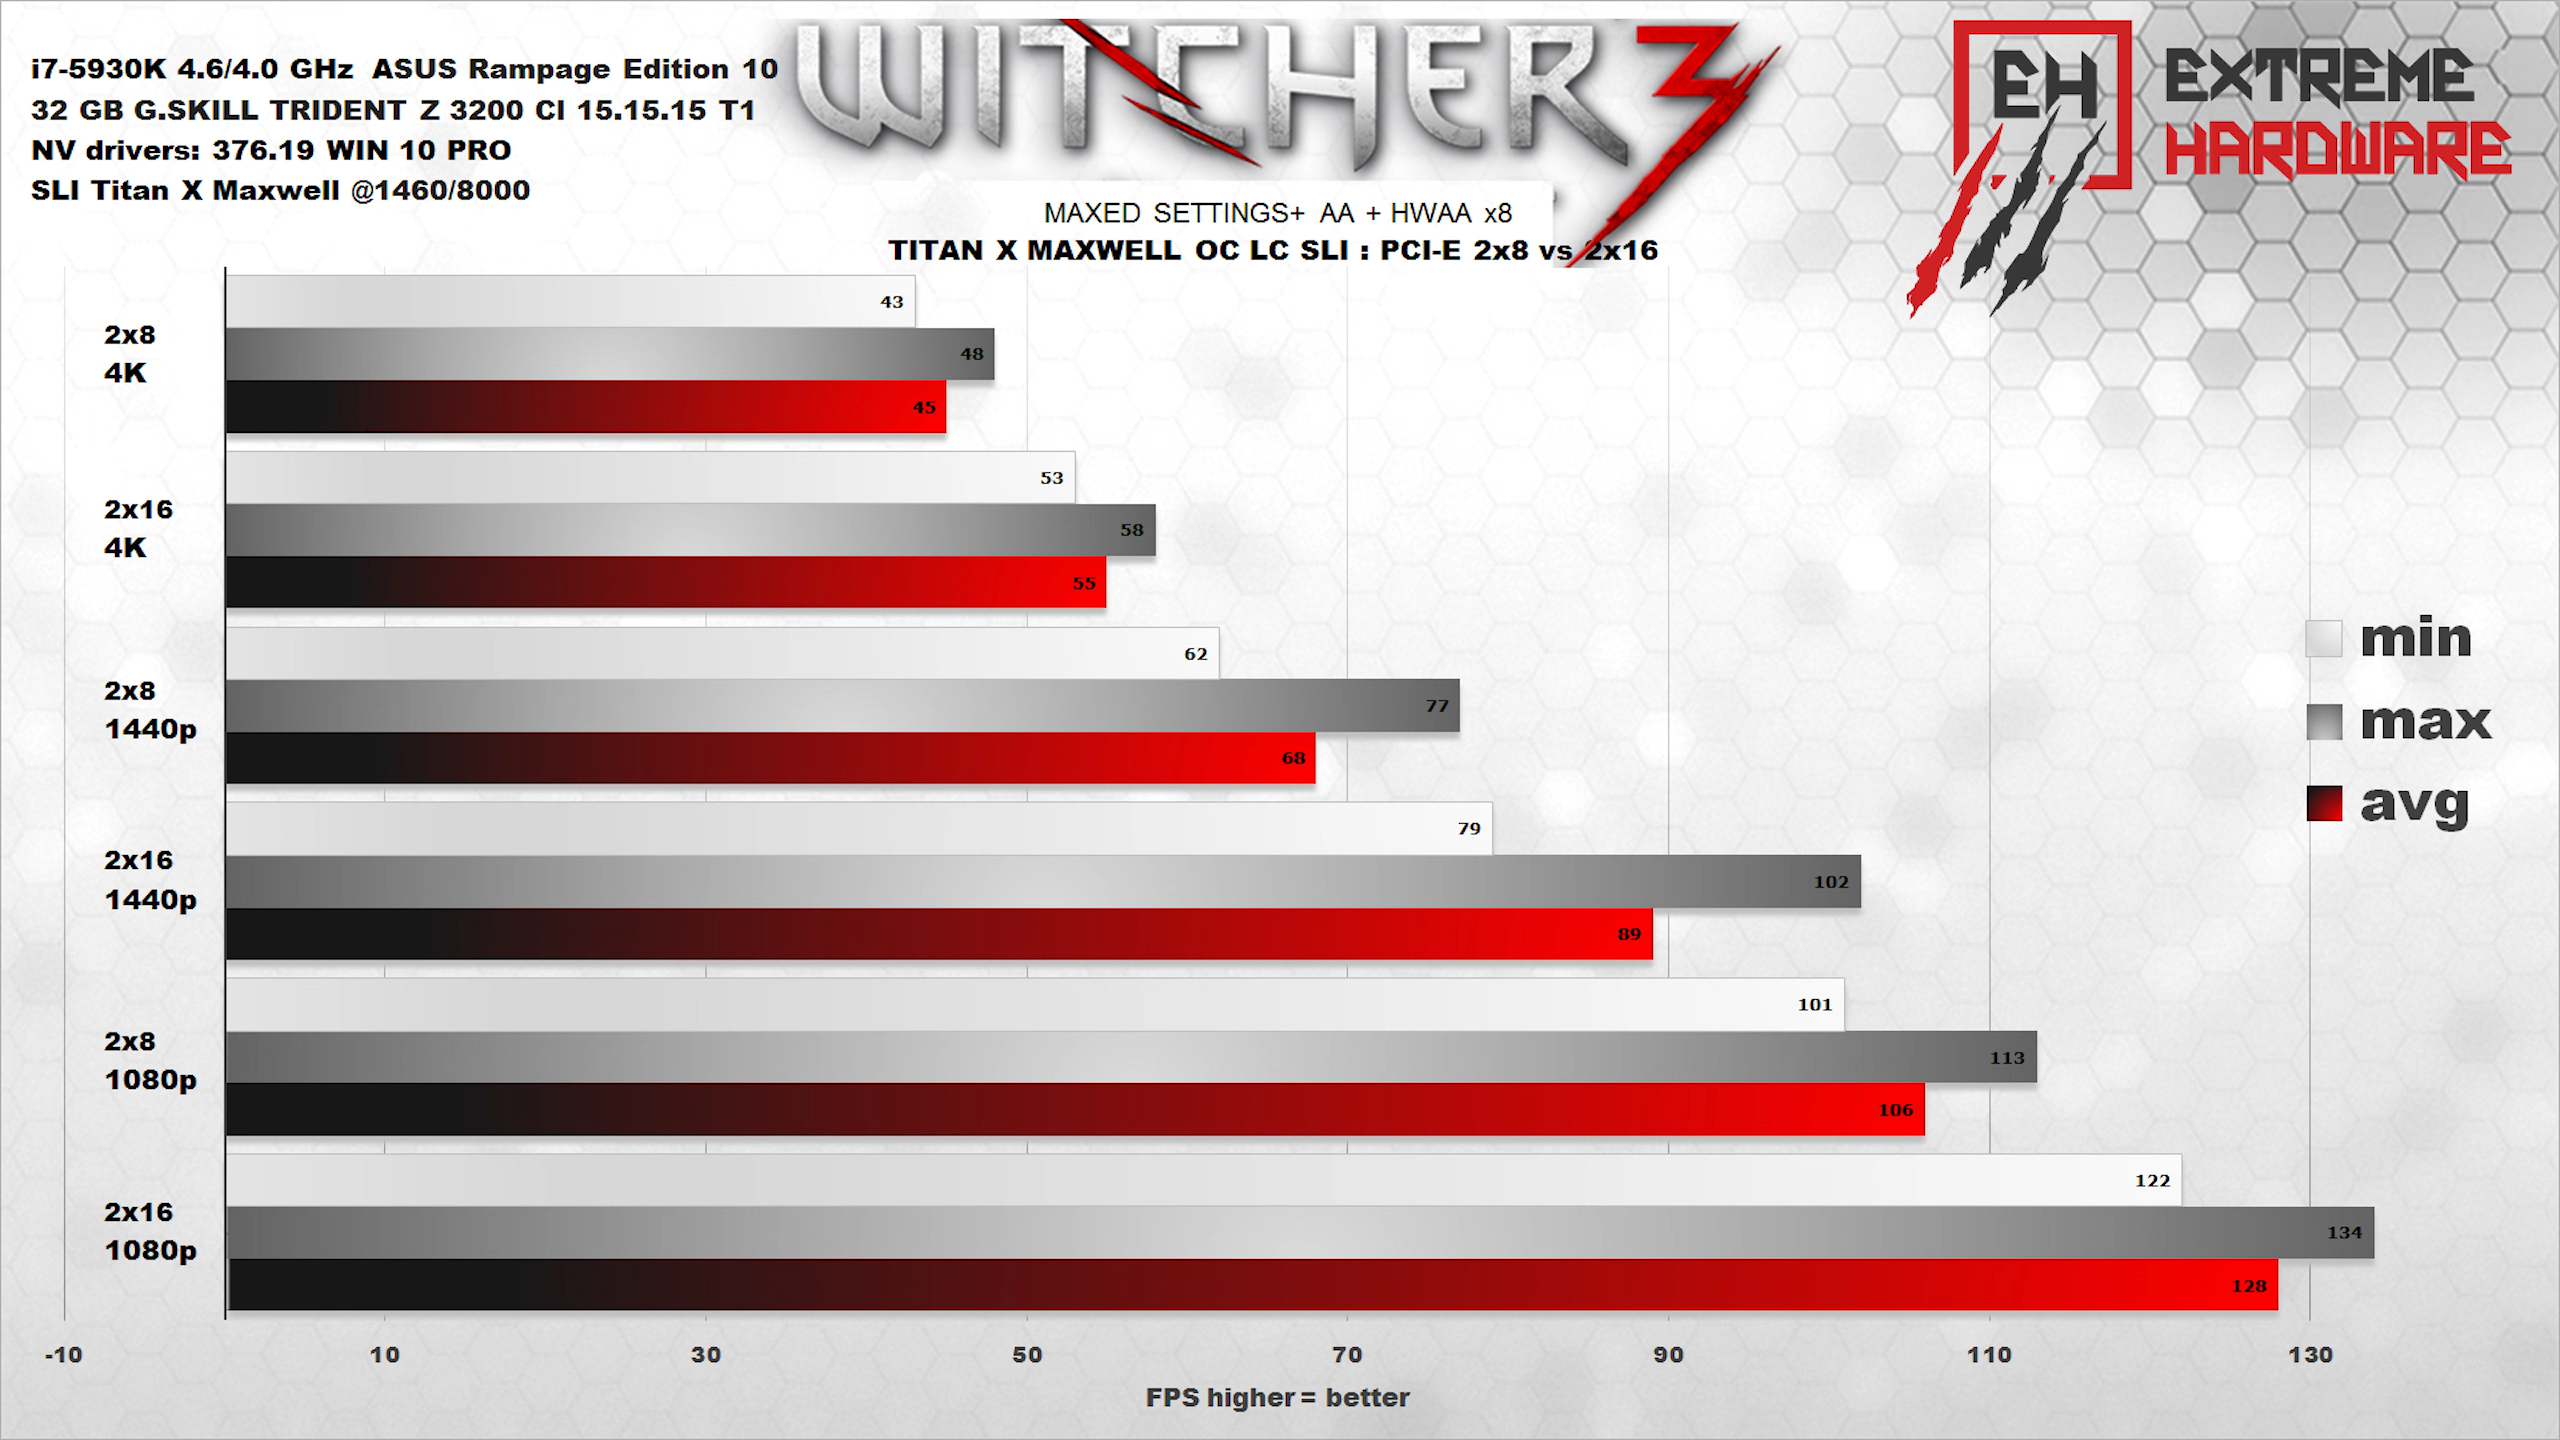 i7-5930K 4.6/4.0 GHz ASUS Rampage Edition 10
32 GB G.SKILL TRIDENT Z 3200 Cl 15.15.15 T1
NV drivers: 376.19 WIN 10 PRO
SLI Titan X Maxwell @1460/8000
WITCHER 3
EH
EXTREME
HARDWARE
MAXED SETTINGS+ AA + HWAA x8
TITAN X MAXWELL OC LC SLI : PCI-E 2x8 vs 2x16
2x8
4K
43
48
45
2x16
4K
53
58
55
2x8
1440p
62
77
68
2x16
1440p
79
102
89
2x8
1080p
101
113
106
2x16
1080p
122
134
128
min
max
avg
-10 10 30 50 70 90 110 130
FPS higher = better